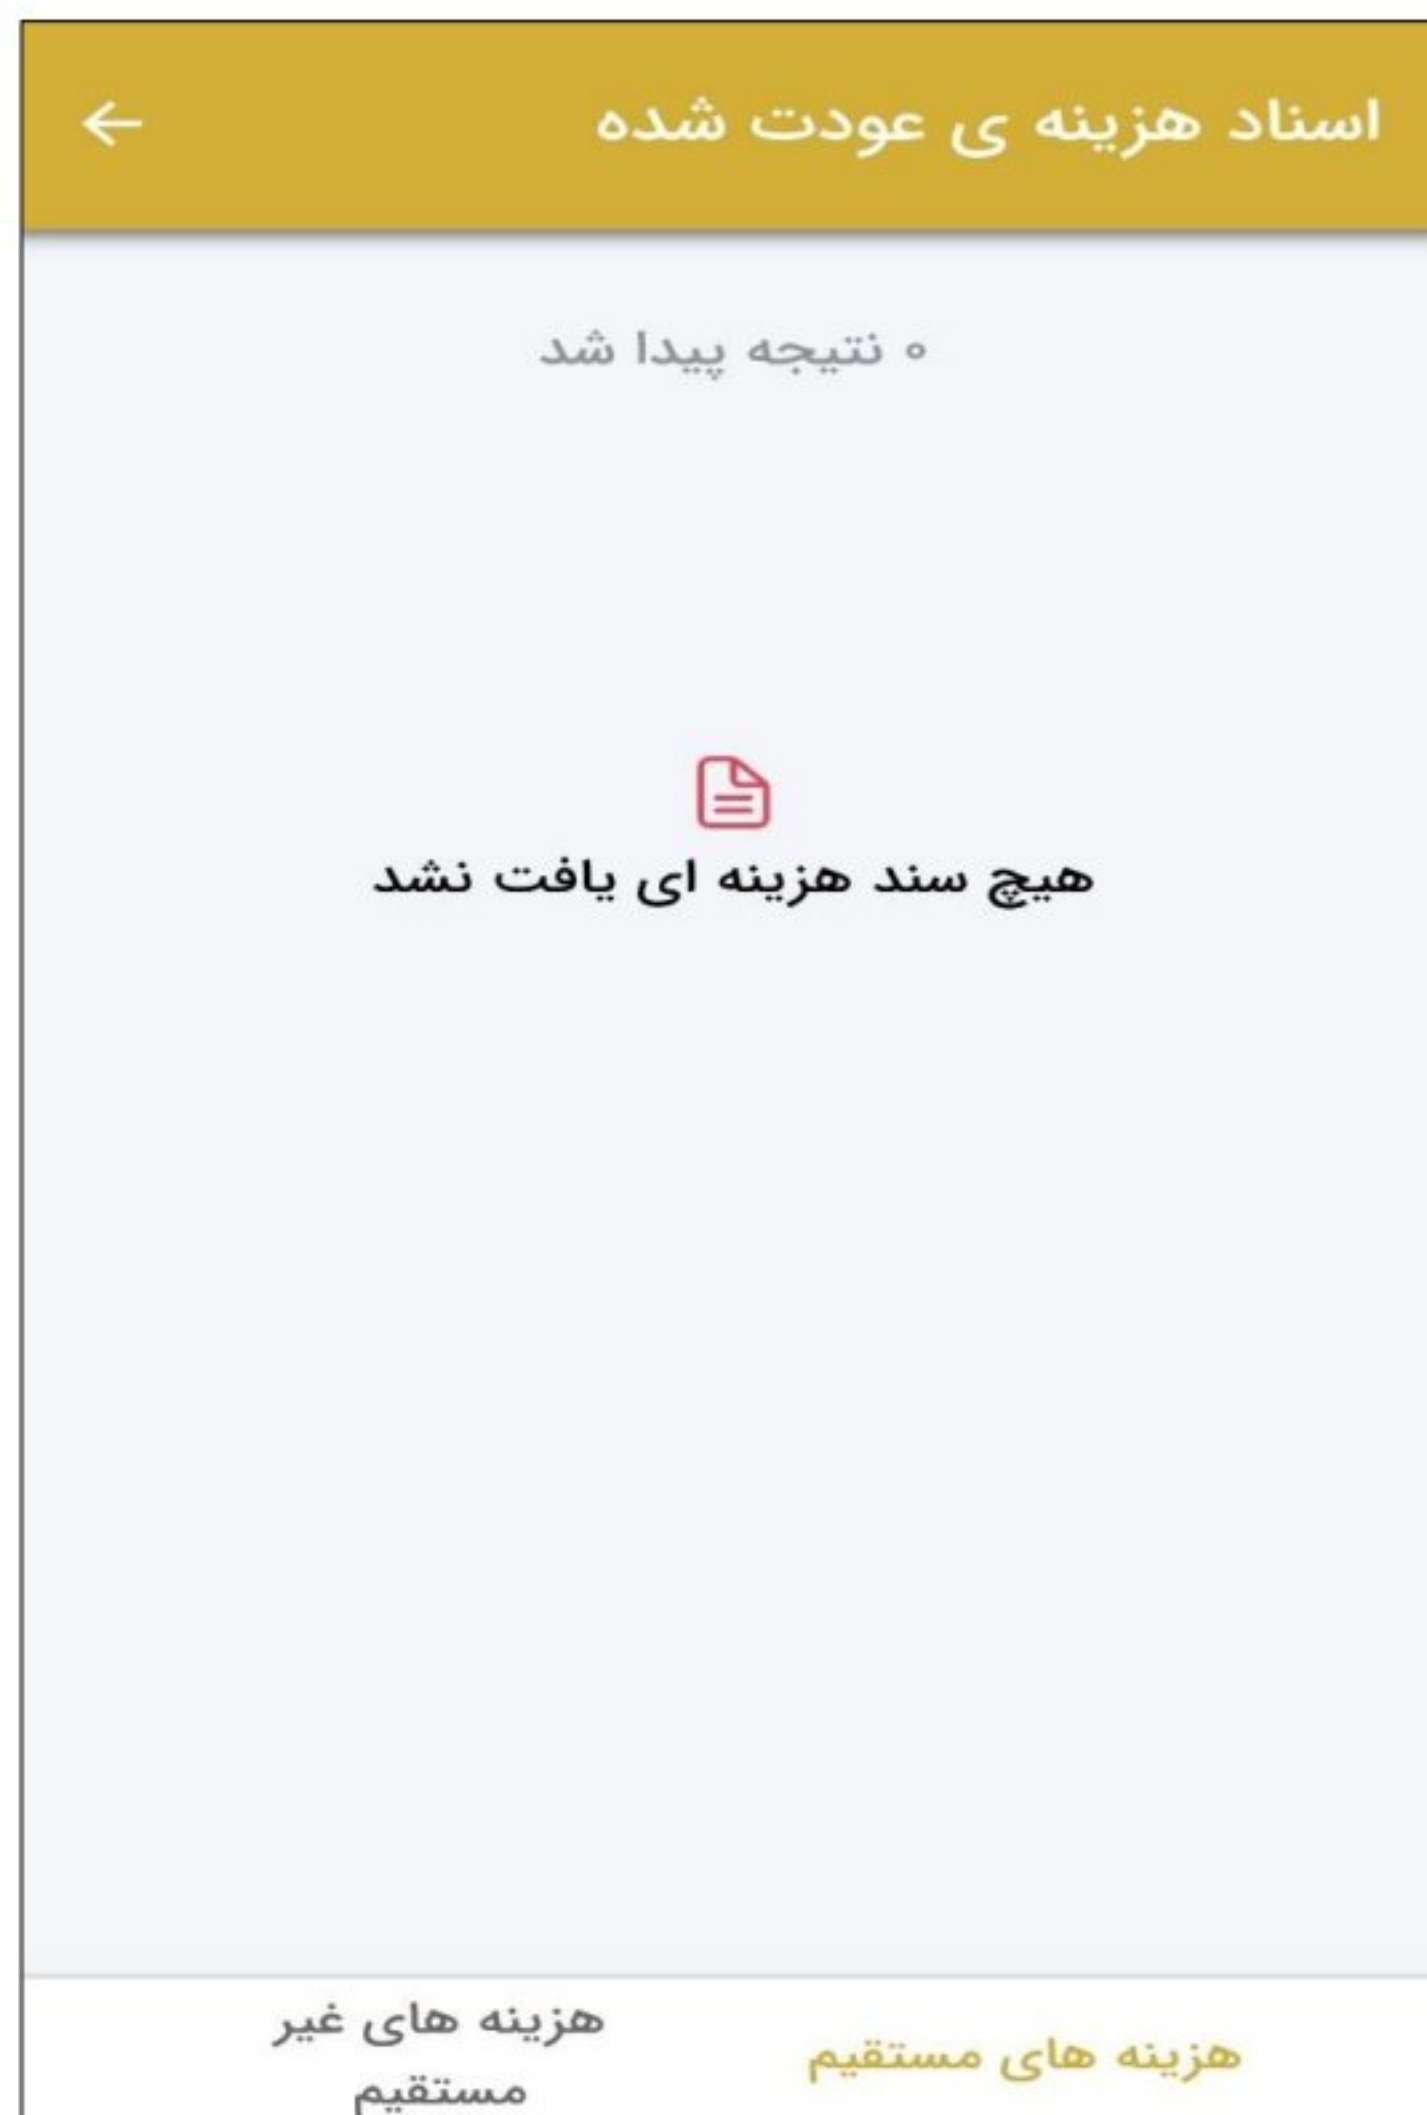 اسناد هزینه ی عودت شده
۰ نتیجه پیدا شد
هیچ سند هزینه ای یافت نشد
هزینه های مستقیم
هزینه های غیر
مستقیم